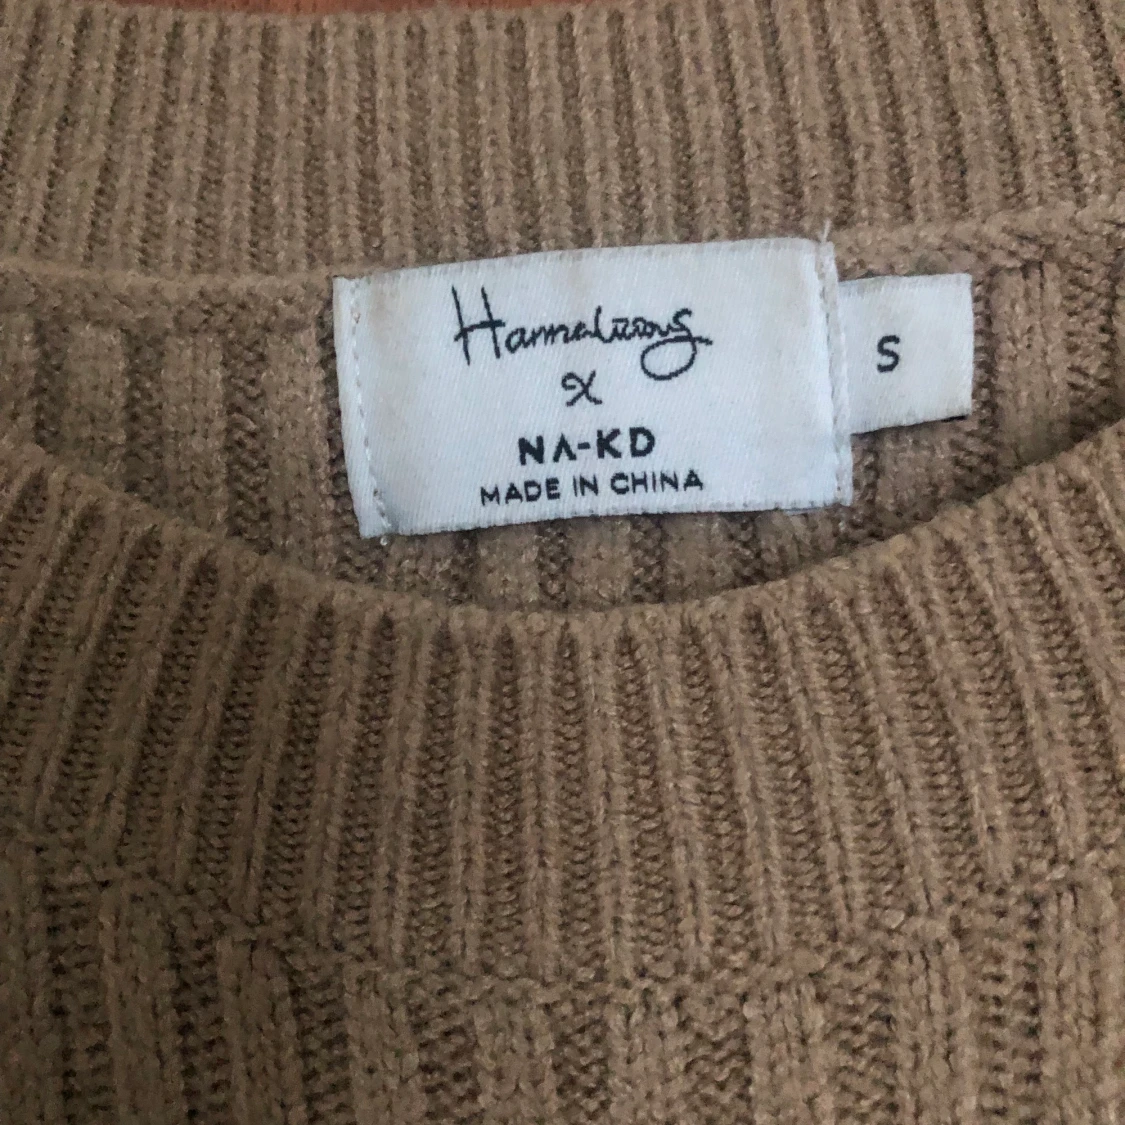 Hannalicious
x
NA-KD
MADE IN CHINA
S